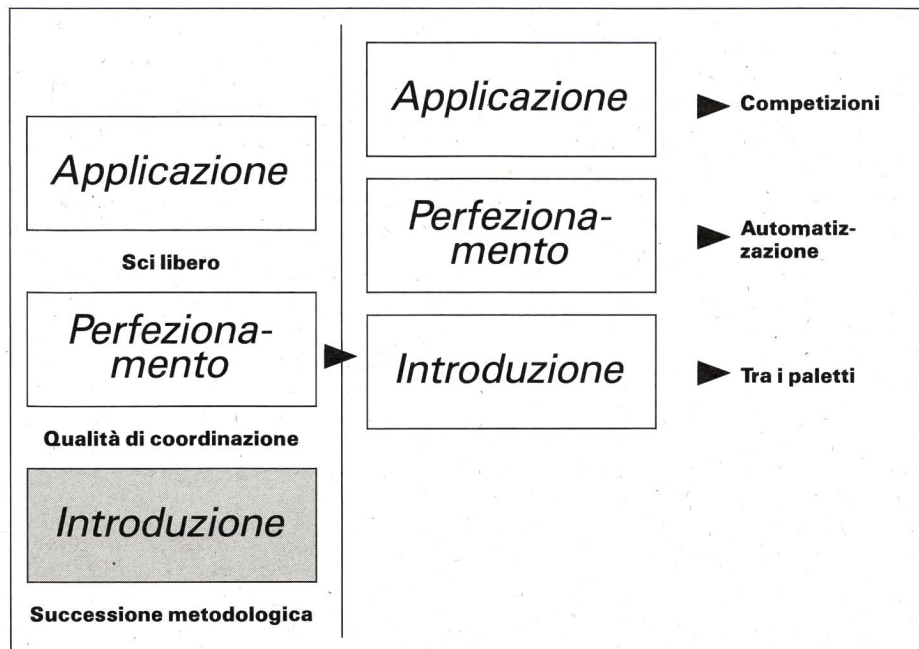 Applicazione
Sci libero
Perfeziona-
mento
Qualità di coordinazione
Introduzione
Successione metodologica
Applicazione
Competizioni
Perfeziona-
mento
Automatiz-
zazione
Introduzione
Tra i paletti